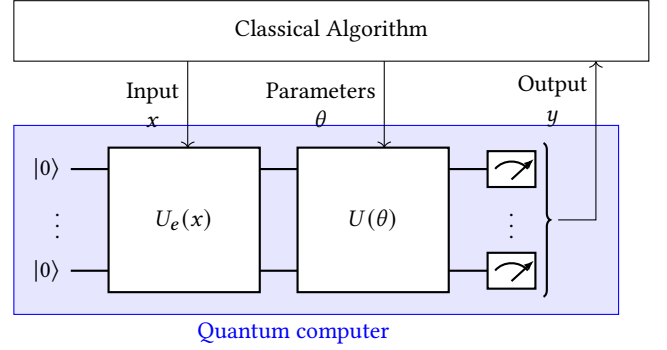 Classical Algorithm
Input
x
Parameters
θ
Output
y
|0⟩
⋮
|0⟩
U_e(x)
U(θ)
⋮
Quantum computer